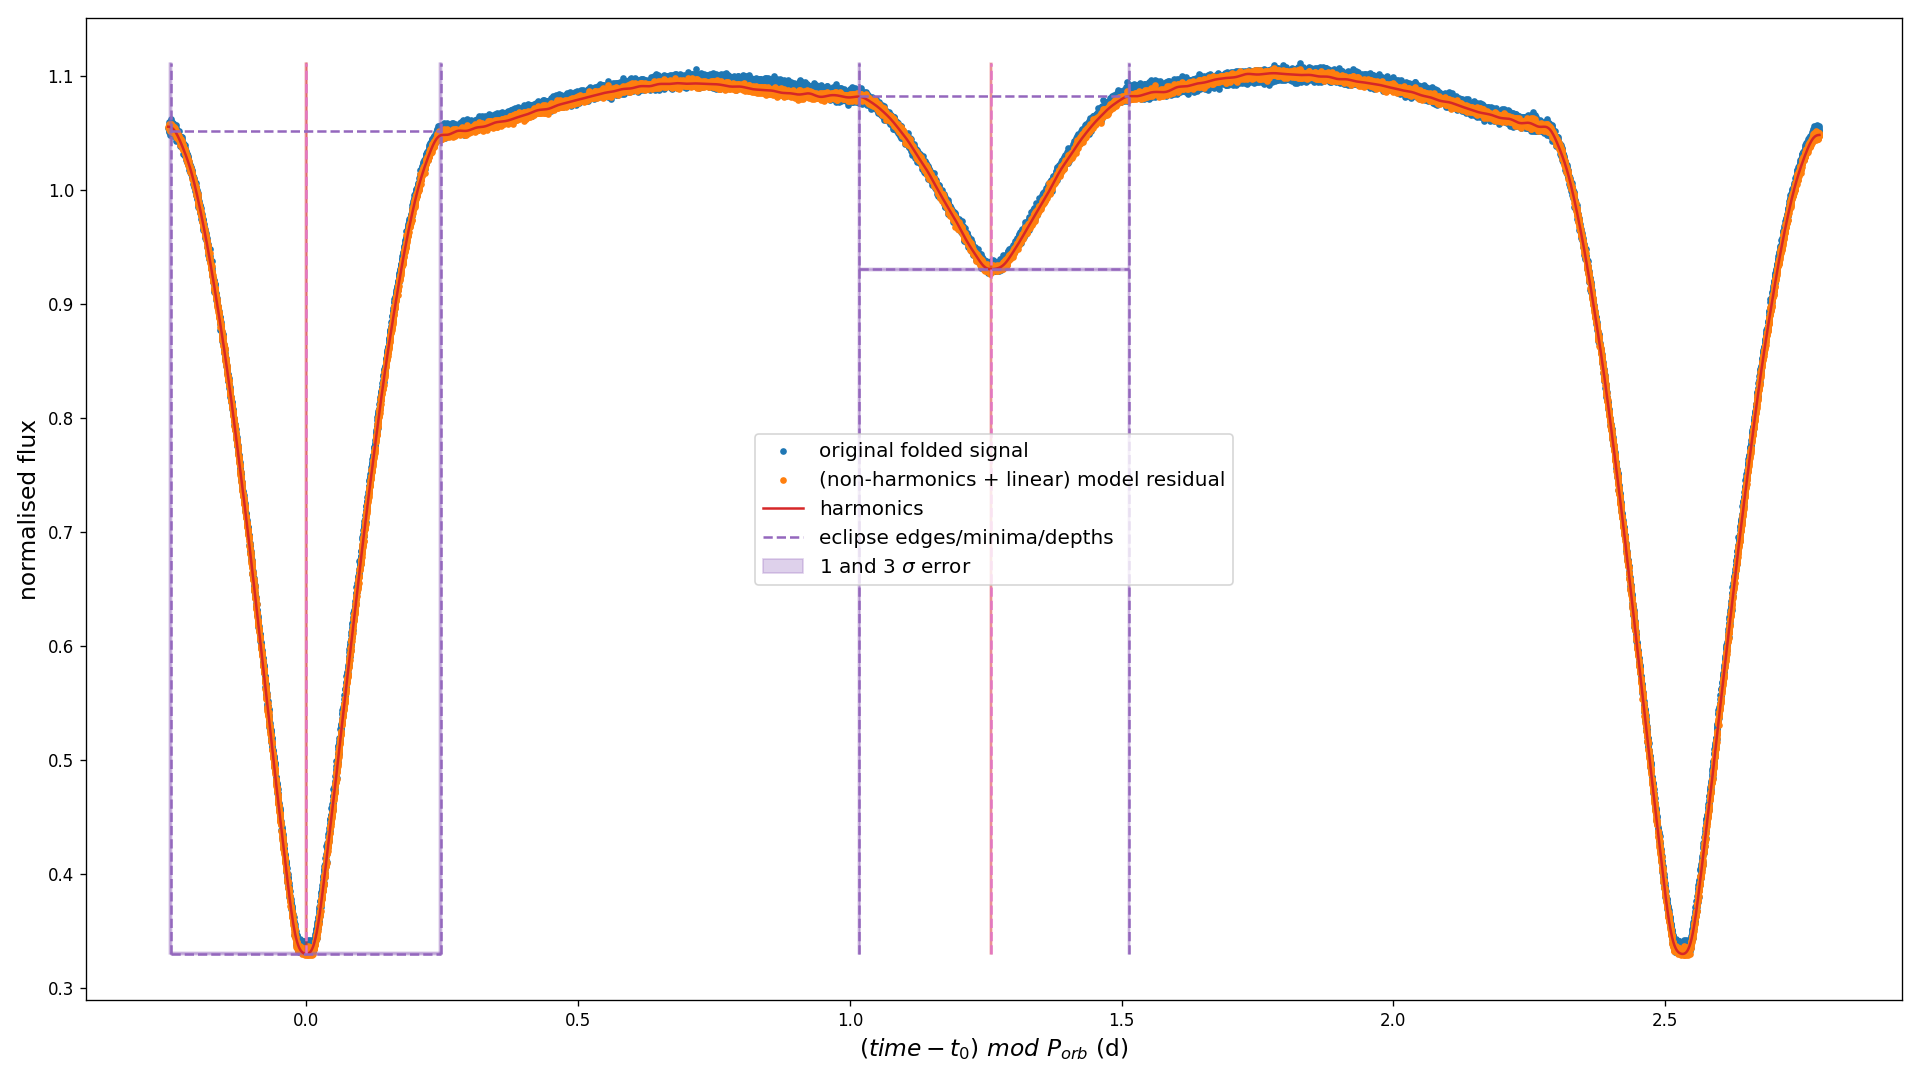 1.1
1.0
0.9
0.8
0.7
0.6
0.5
0.4
0.3
normalised flux
original folded signal
(non-harmonics + linear) model residual
harmonics
eclipse edges/minima/depths
1 and 3 σ error
0.0 0.5 1.0 1.5 2.0 2.5
(time − t₀) mod Pₒᵣb (d)